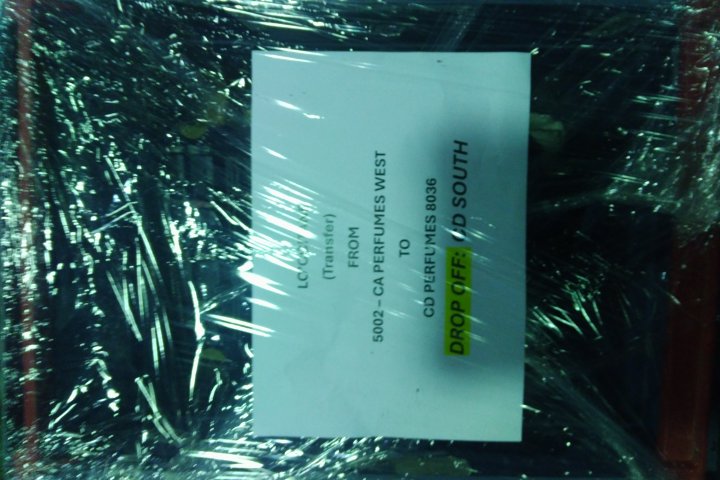 (Transfer)
FROM
5002 – CA PERFUMES WEST
TO
CD PERFUMES 8036
DROP OFF: CD SOUTH